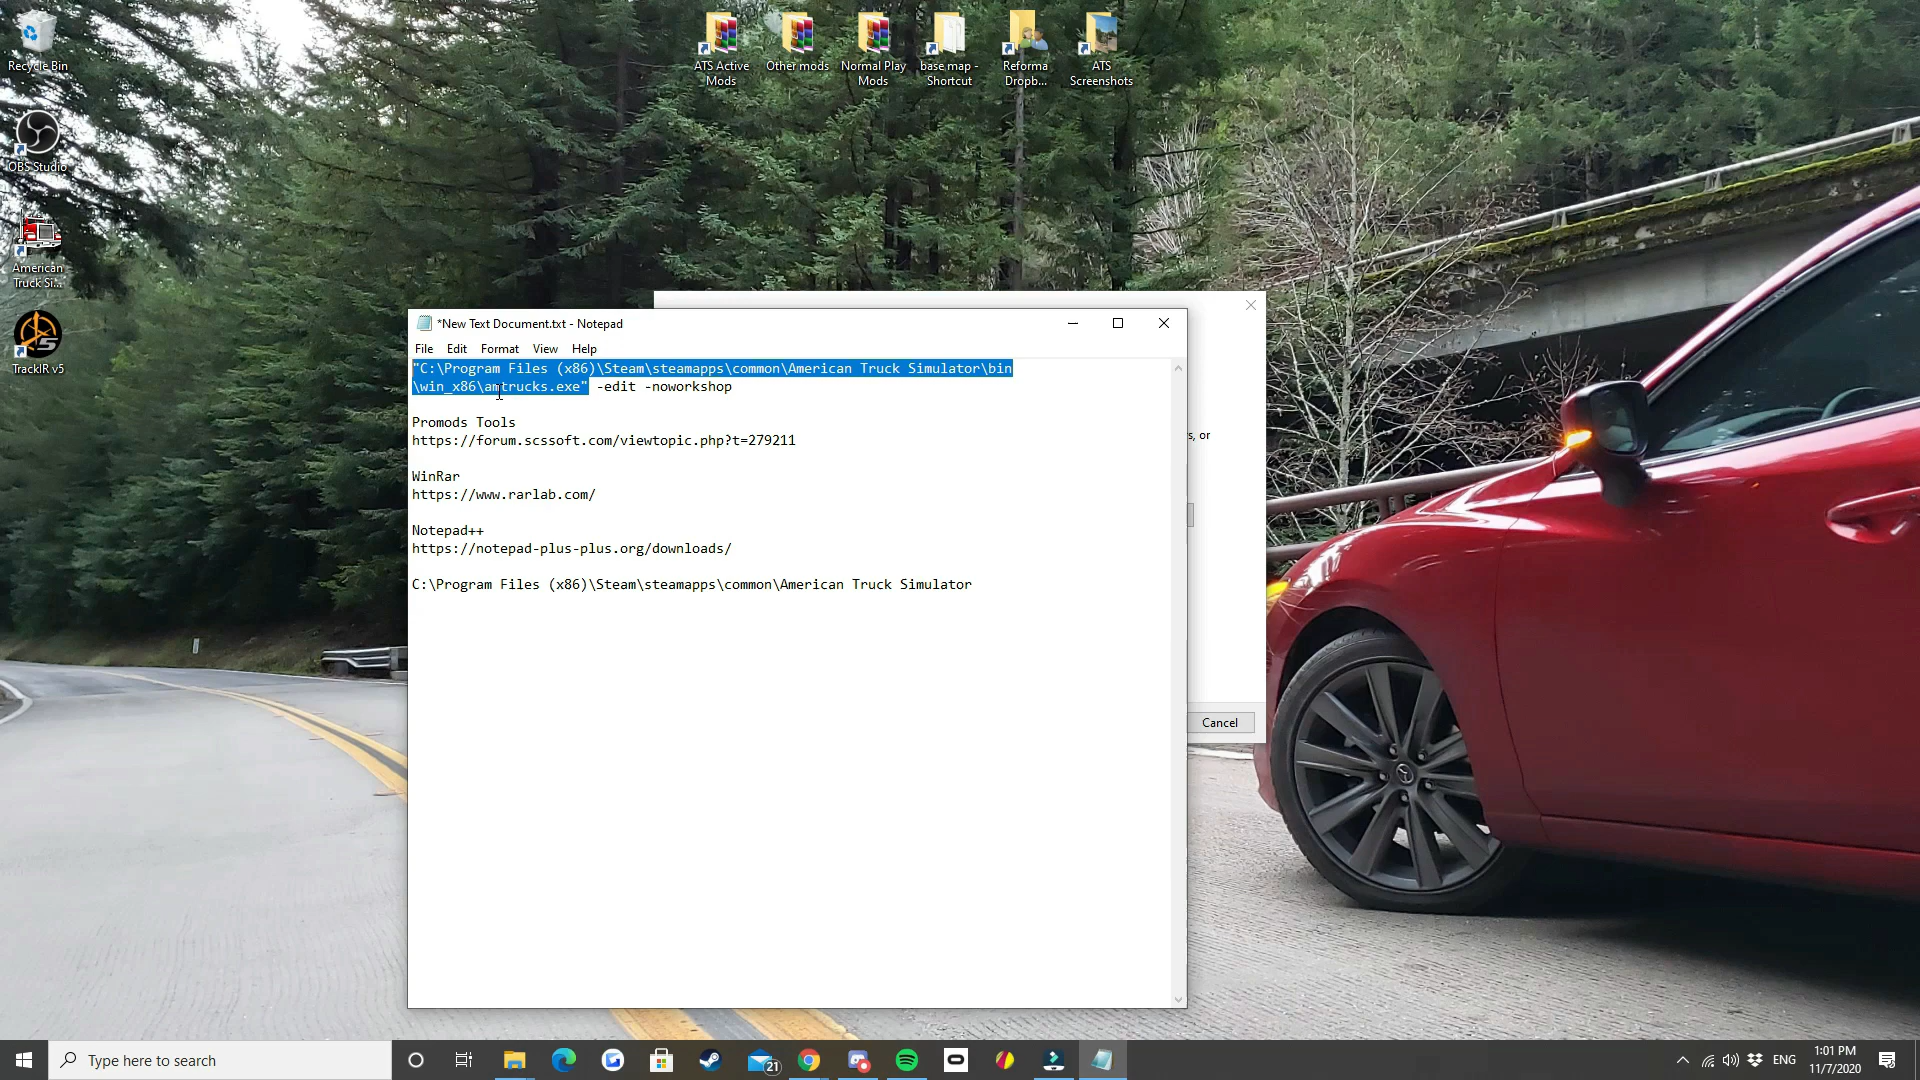 Recycle Bin
OBS Studio
American
Truck Si...
TrackIR v5
ATS Active
Mods
Other mods
Normal Play
Mods
base map -
Shortcut
Reforma
Dropb...
ATS
Screenshots
*New Text Document.txt - Notepad
File Edit Format View Help
"C:\Program Files (x86)\Steam\steamapps\common\American Truck Simulator\bin
\win_x86\amtrucks.exe" -edit -noworkshop
Promods Tools
https://forum.scssoft.com/viewtopic.php?t=279211
WinRar
https://www.rarlab.com/
Notepad++
https://notepad-plus-plus.org/downloads/
C:\Program Files (x86)\Steam\steamapps\common\American Truck Simulator
s, or
Cancel
Type here to search
21
ENG
1:01 PM
11/7/2020